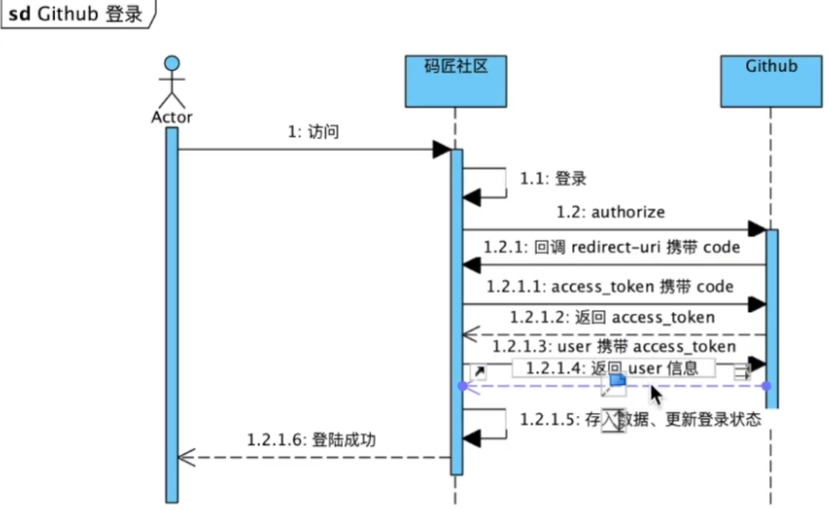 sd Github 登录
码匠社区
Github
Actor
1: 访问
1.1: 登录
1.2: authorize
1.2.1: 回调 redirect-uri 携带 code
1.2.1.1: access_token 携带 code
1.2.1.2: 返回 access_token
1.2.1.3: user 携带 access_token
1.2.1.4: 返回 user 信息
1.2.1.5: 存入数据、更新登录状态
1.2.1.6: 登陆成功